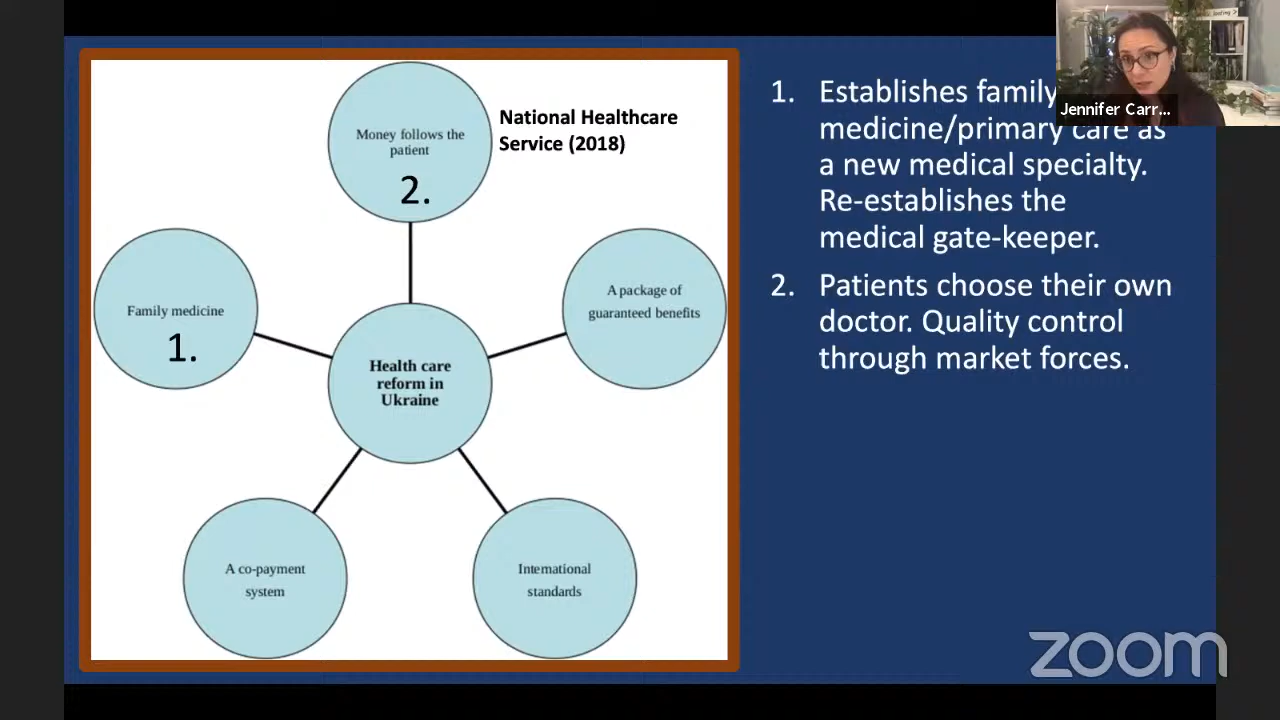 Money follows the
patient
2.
National Healthcare
Service (2018)
Family medicine
1.
A package of
guaranteed benefits
Health care
reform in
Ukraine
A co-payment
system
International
standards
1. Establishes family
medicine/primary care as
a new medical specialty.
Re-establishes the
medical gate-keeper.
2. Patients choose their own
doctor. Quality control
through market forces.
Jennifer Carr...
zoom